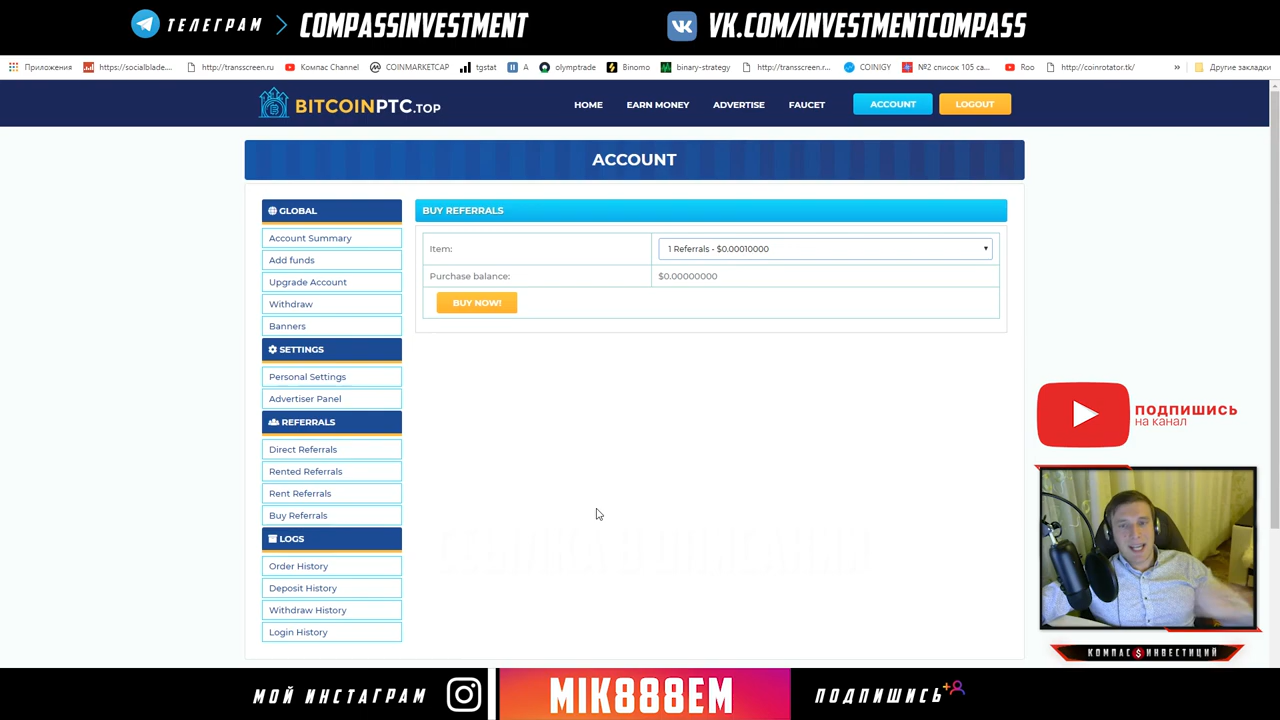 ТЕЛЕГРАМ > COMPASSINVESTMENT
VK.COM/INVESTMENTCOMPASS
Приложения https://socialblade.... http://transscreen.ru Компас Channel COINMARKETCAP tgstat A olymptrade Binomo binary-strategy http://transscreen.r... COINIGY №2 список 105 са... Roo http://coinrotator.tk/ » Другие закладки
BITCOINPTC.TOP
HOME EARN MONEY ADVERTISE FAUCET ACCOUNT LOGOUT
ACCOUNT
GLOBAL
Account Summary
Add funds
Upgrade Account
Withdraw
Banners
SETTINGS
Personal Settings
Advertiser Panel
REFERRALS
Direct Referrals
Rented Referrals
Rent Referrals
Buy Referrals
LOGS
Order History
Deposit History
Withdraw History
Login History
BUY REFERRALS
Item: 1 Referrals - $0.00010000
Purchase balance: $0.00000000
BUY NOW!
ПОДПИШИСЬ
на канал
КОМПАС $ ИНВЕСТИЦИЙ
МОЙ ИНСТАГРАМ
MIK888EM
ПОДПИШИСЬ